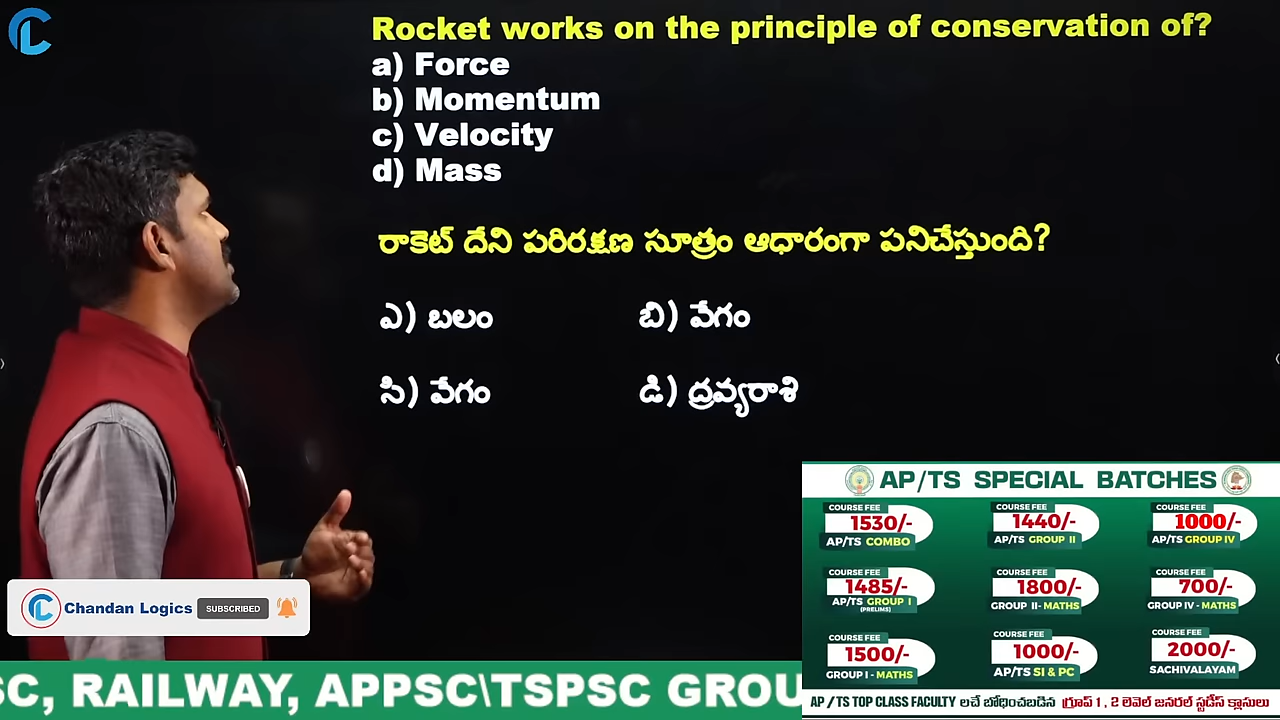 Rocket works on the principle of conservation of?
a) Force
b) Momentum
c) Velocity
d) Mass
రాకెట్ దేని పరిరక్షణ సూత్రం ఆధారంగా పనిచేస్తుంది?
ఎ) బలం
బి) వేగం
సి) వేగం
డి) ద్రవ్యరాశి
AP/TS SPECIAL BATCHES
COURSE FEE
1530/-
AP/TS COMBO
COURSE FEE
1440/-
AP/TS GROUP II
COURSE FEE
1000/-
AP/TS GROUP IV
COURSE FEE
1485/-
AP/TS GROUP I
(PRELIMS)
COURSE FEE
1800/-
GROUP II- MATHS
COURSE FEE
700/-
GROUP IV - MATHS
COURSE FEE
1500/-
GROUP I - MATHS
COURSE FEE
1000/-
AP/TS SI & PC
COURSE FEE
2000/-
SACHIVALAYAM
AP / TS TOP CLASS FACULTY లచే బోధించబడిన గ్రూప్ 1, 2 లెవెల్ జనరల్ స్టడీస్ క్లాసులు
Chandan Logics SUBSCRIBED
SC, RAILWAY, APPSC\TSPSC GROU